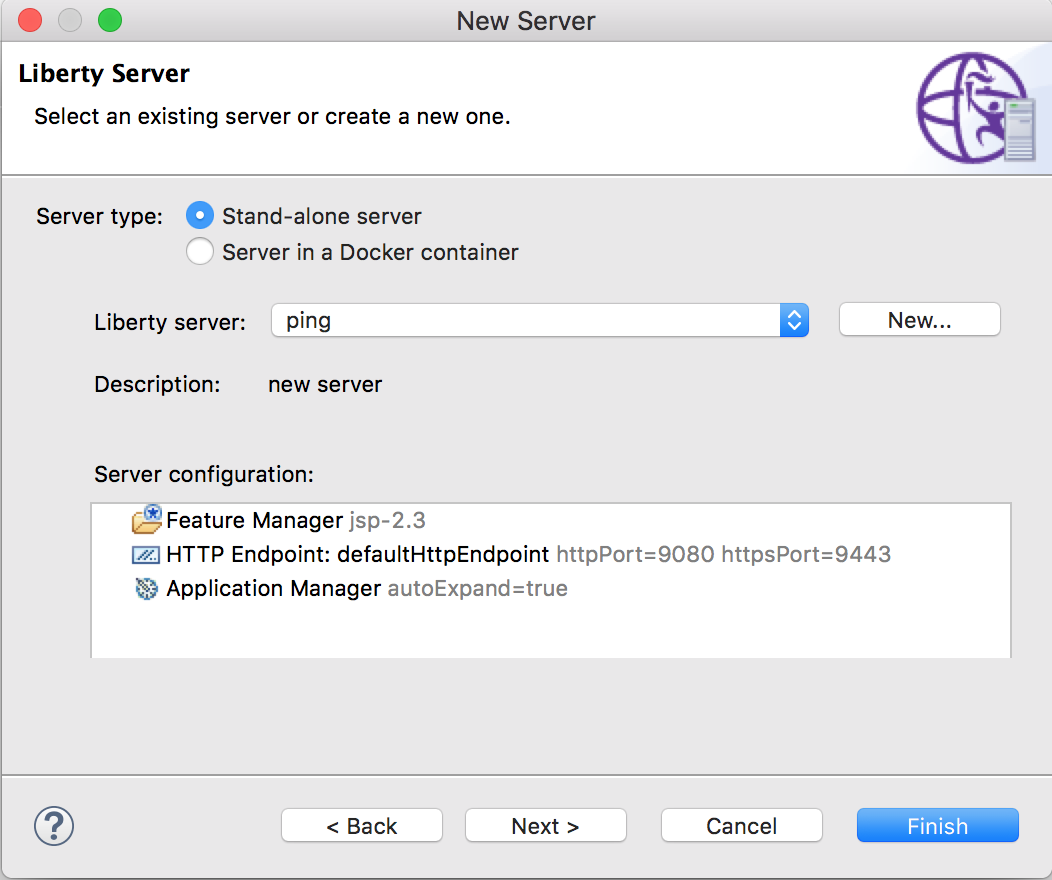 New Server
Liberty Server
Select an existing server or create a new one.
Server type: Stand-alone server
Server in a Docker container
Liberty server: ping New...
Description: new server
Server configuration:
Feature Manager jsp-2.3
HTTP Endpoint: defaultHttpEndpoint httpPort=9080 httpsPort=9443
Application Manager autoExpand=true
? < Back Next > Cancel Finish